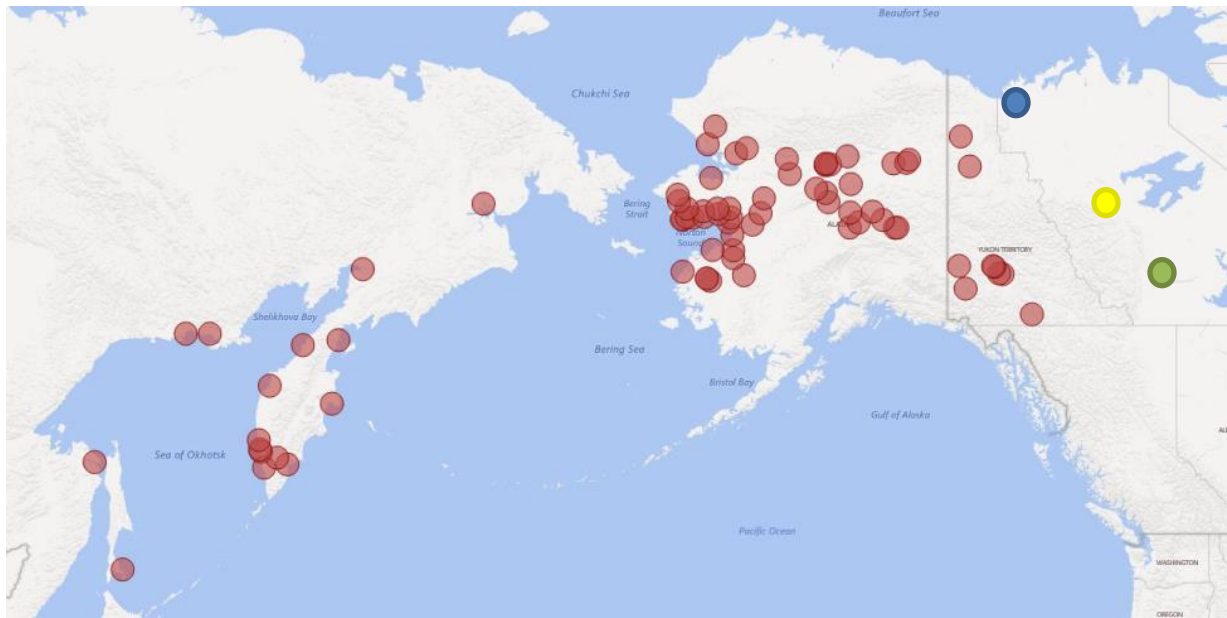 Beaufort Sea
Chukchi Sea
Bering
Strait
Norton
Sound
YUKON TERRITORY
Shelikhova Bay
Bering Sea
Bristol Bay
Gulf of Alaska
Sea of Okhotsk
Pacific Ocean
WASHINGTON
OREGON